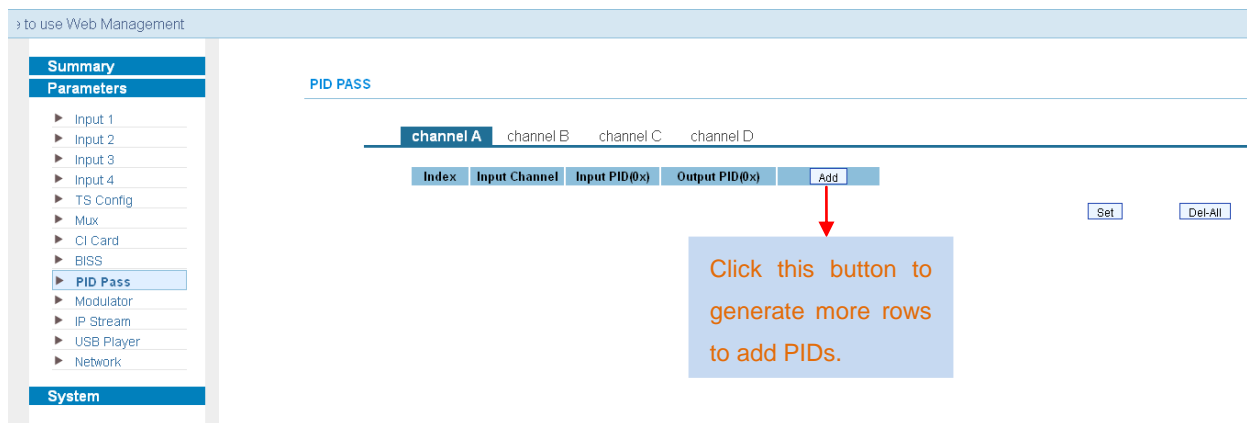 to use Web Management
Summary
Parameters
Input 1
Input 2
Input 3
Input 4
TS Config
Mux
CI Card
BISS
PID Pass
Modulator
IP Stream
USB Player
Network
System
PID PASS
channel A channel B channel C channel D
Index Input Channel Input PID(0x) Output PID(0x) Add
Set Del-All
Click this button to
generate more rows
to add PIDs.